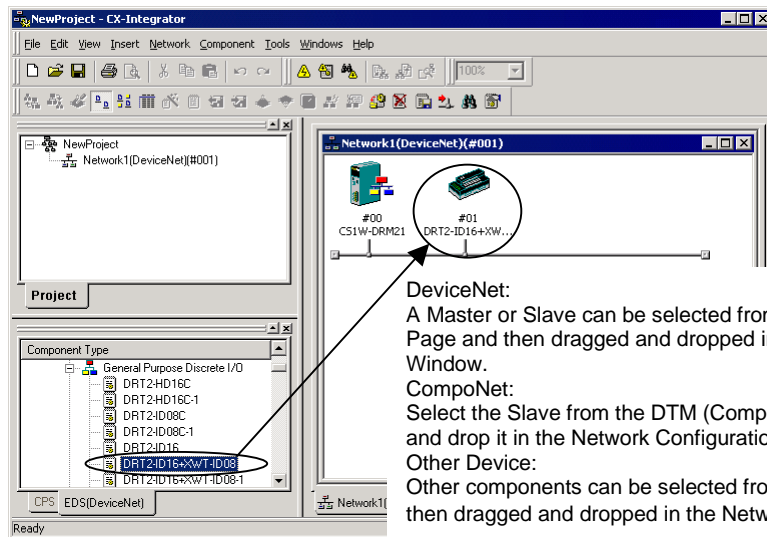 NewProject - CX-Integrator
File Edit View Insert Network Component Tools Windows Help
100%
NewProject
Network1(DeviceNet)(#001)
Project
Component Type
General Purpose Discrete I/O
DRT2-HD16C
DRT2-HD16C-1
DRT2-ID08C
DRT2-ID08C-1
DRT2-ID16
DRT2-ID16+XWT-ID08
DRT2-ID16+XWT-ID08-1
CPS EDS(DeviceNet)
Ready
Network1(DeviceNet)(#001)
#00
CS1W-DRM21
#01
DRT2-ID16+XW...
Network1(
DeviceNet:
A Master or Slave can be selected from
Page and then dragged and dropped i
Window.
CompoNet:
Select the Slave from the DTM (Comp
and drop it in the Network Configuratio
Other Device:
Other components can be selected fro
then dragged and dropped in the Netw